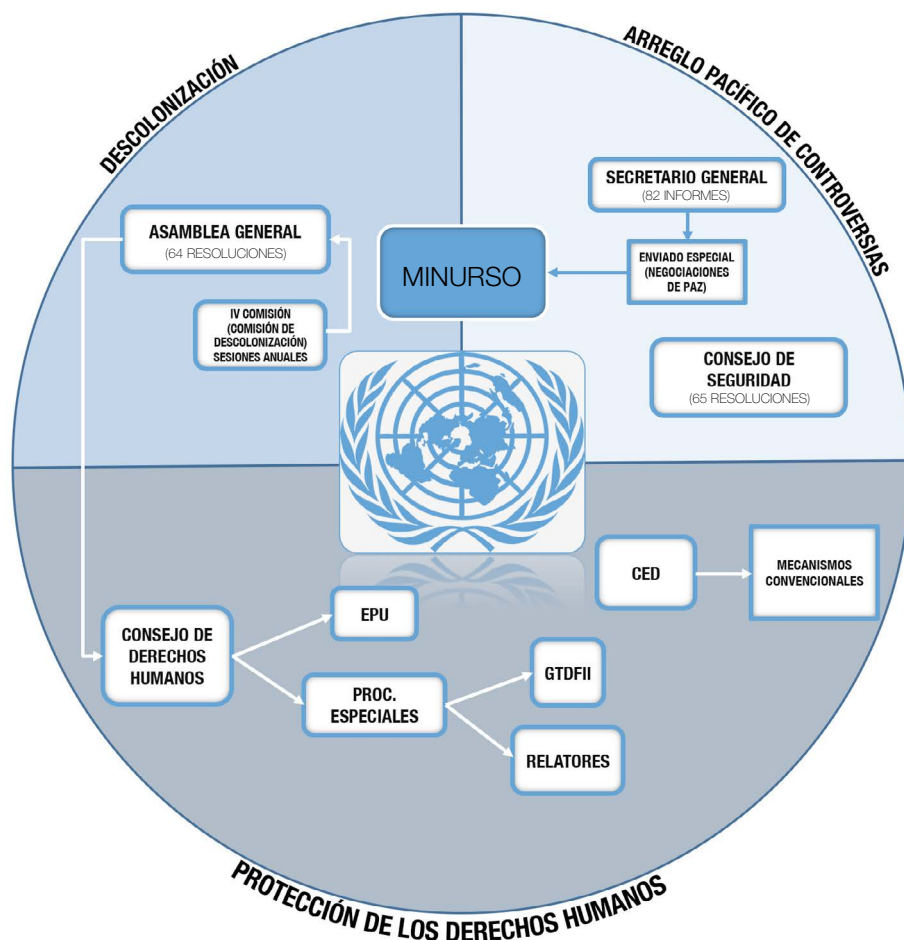 DESCOLONIZACIÓN
ARREGLO PACÍFICO DE CONTROVERSIAS
ASAMBLEA GENERAL
(64 RESOLUCIONES)
IV COMISIÓN
(COMISIÓN DE
DESCOLONIZACIÓN)
SESIONES ANUALES
MINURSO
SECRETARIO GENERAL
(82 INFORMES)
ENVIADO ESPECIAL
(NEGOCIACIONES
DE PAZ)
CONSEJO DE
SEGURIDAD
(65 RESOLUCIONES)
CED
MECANISMOS
CONVENCIONALES
CONSEJO DE
DERECHOS
HUMANOS
EPU
PROC.
ESPECIALES
GTDFII
RELATORES
PROTECCIÓN DE LOS DERECHOS HUMANOS